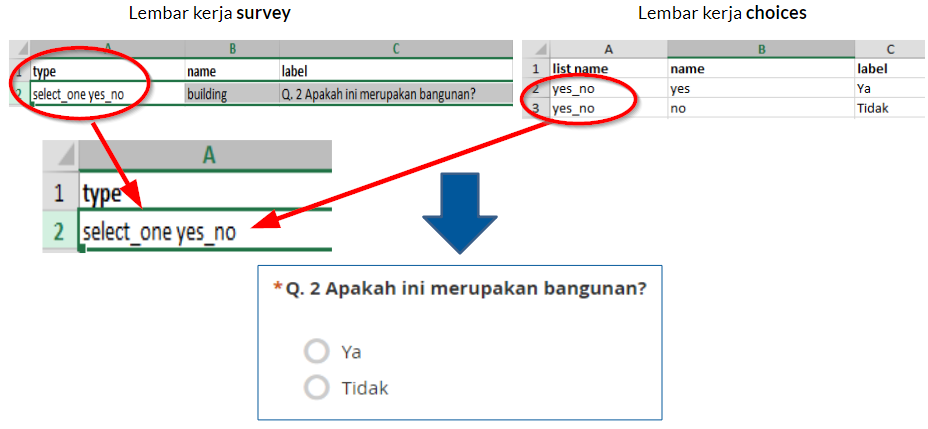 Lembar kerja survey
Lembar kerja choices
A B C
1 type name label
2 select_one yes_no building Q. 2 Apakah ini merupakan bangunan?
A B C
1 list name name label
2 yes_no yes Ya
3 yes_no no Tidak
A
1 type
2 select_one yes_no
* Q. 2 Apakah ini merupakan bangunan?
Ya
Tidak